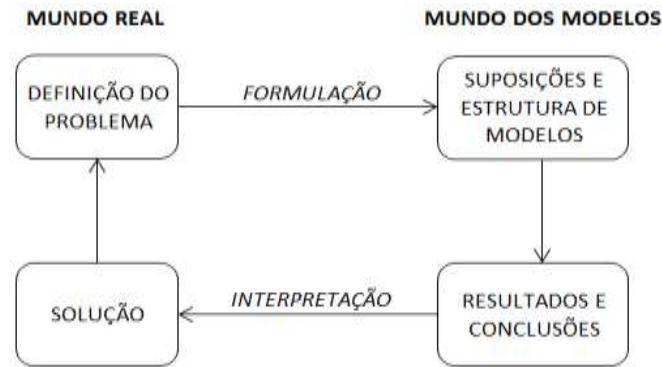 MUNDO REAL
MUNDO DOS MODELOS
DEFINIÇÃO DO
PROBLEMA
FORMULAÇÃO
SUPOSIÇÕES E
ESTRUTURA DE
MODELOS
SOLUÇÃO
INTERPRETAÇÃO
RESULTADOS E
CONCLUSÕES